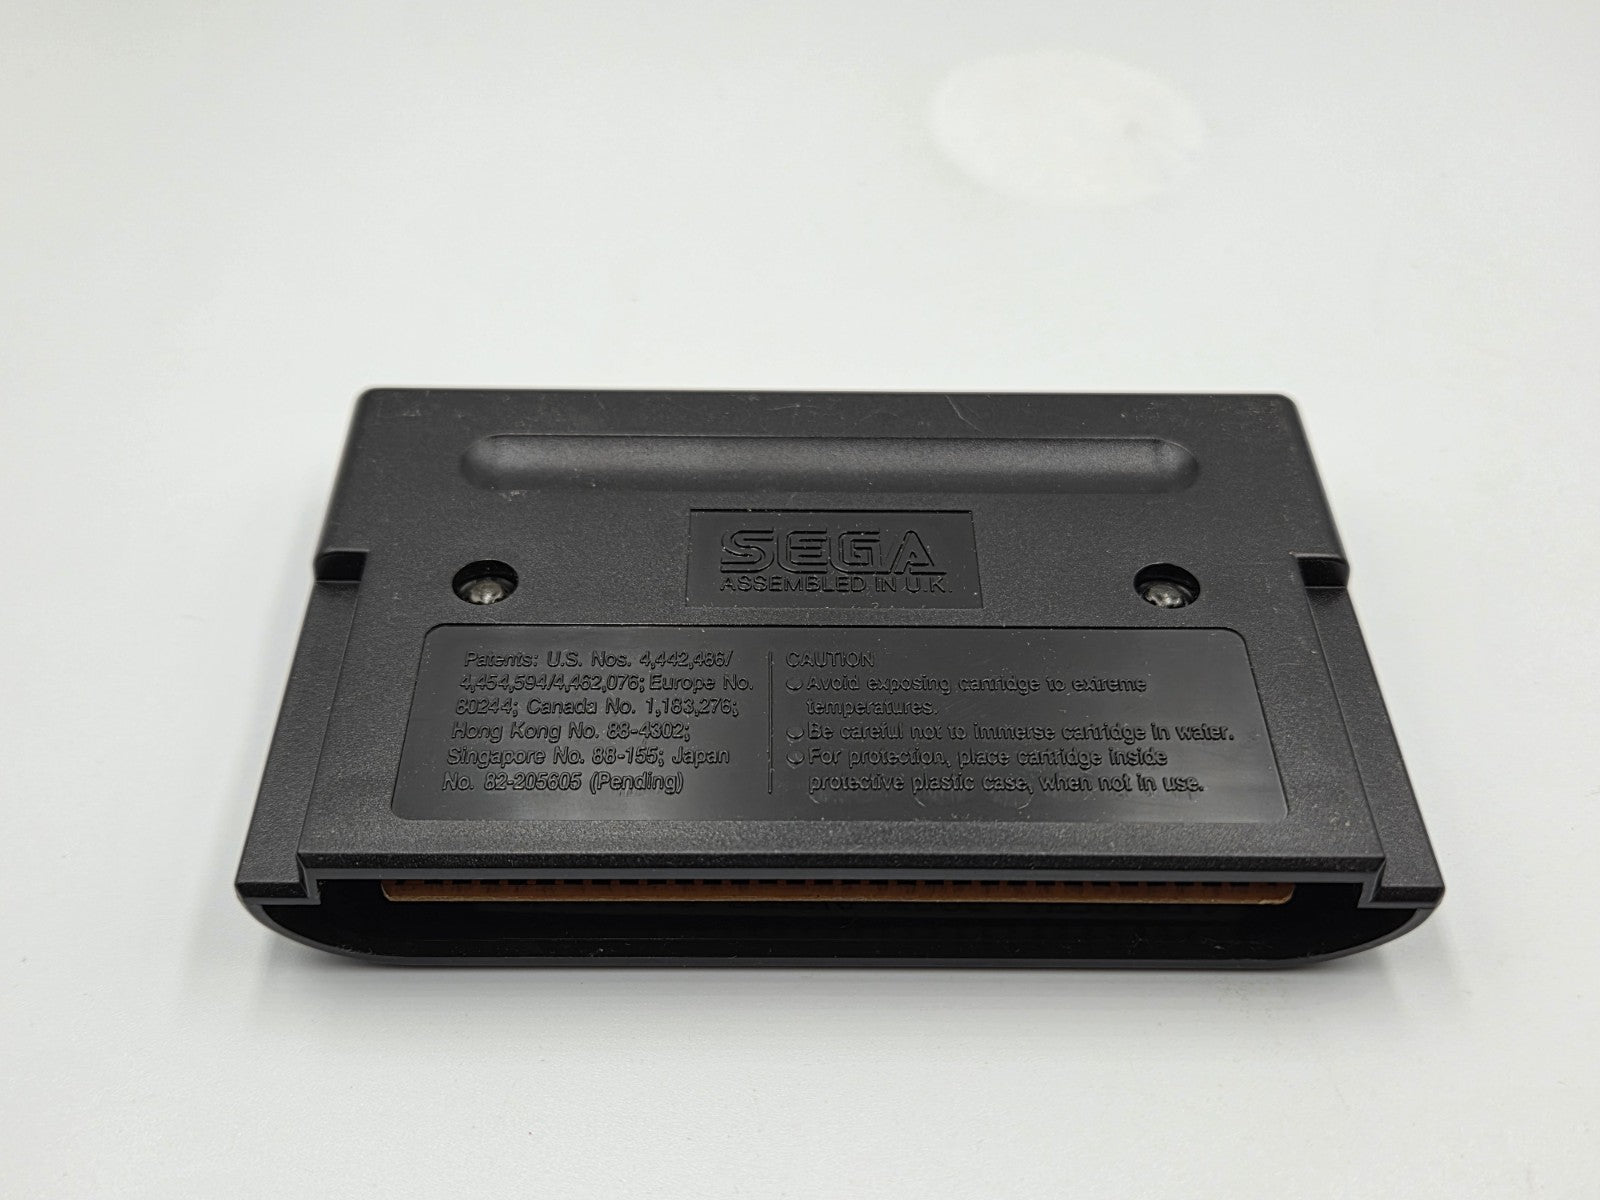 SEGA
ASSEMBLED IN U.K.
Patents: U.S. Nos. 4,442,486/
4,454,594/4,462,076; Europe No.
80244; Canada No. 1,183,276;
Hong Kong No. 88-4302;
Singapore No. 88-155; Japan
No. 82-205605 (Pending)
CAUTION
Avoid exposing cartridge to extreme
temperatures.
Be careful not to immerse cartridge in water.
For protection, place cartridge inside
protective plastic case, when not in use.